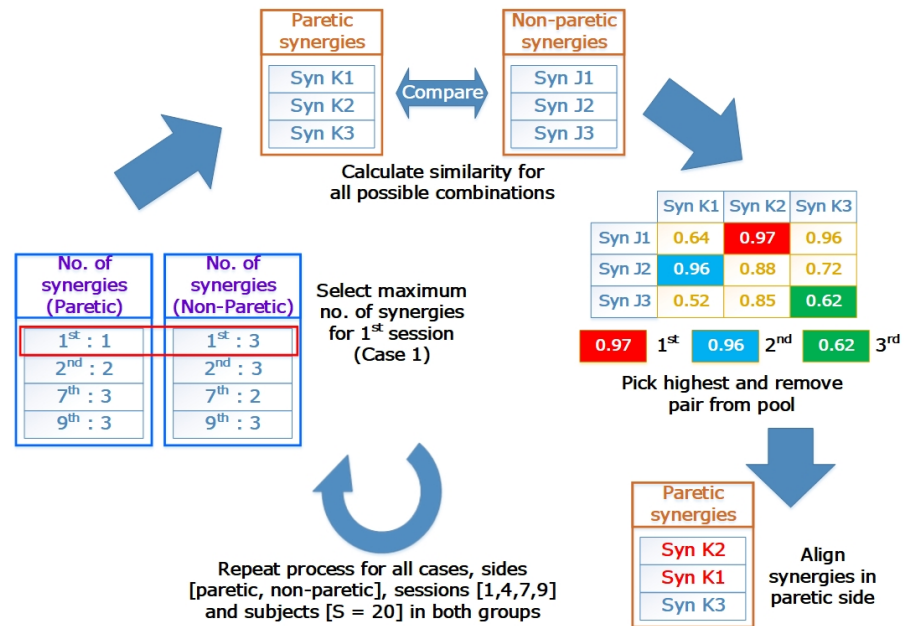 Paretic
synergies
Syn K1
Syn K2
Syn K3
Compare
Non-paretic
synergies
Syn J1
Syn J2
Syn J3
Calculate similarity for
all possible combinations
Syn K1 Syn K2 Syn K3
Syn J1 0.64 0.97 0.96
Syn J2 0.96 0.88 0.72
Syn J3 0.52 0.85 0.62
0.97 1st 0.96 2nd 0.62 3rd
Pick highest and remove
pair from pool
No. of
synergies
(Paretic)
1st : 1
2nd : 2
7th : 3
9th : 3
No. of
synergies
(Non-Paretic)
1st : 3
2nd : 3
7th : 2
9th : 3
Select maximum
no. of synergies
for 1st session
(Case 1)
Paretic
synergies
Syn K2
Syn K1
Syn K3
Align
synergies in
paretic side
Repeat process for all cases, sides
[paretic, non-paretic], sessions [1,4,7,9]
and subjects [S = 20] in both groups